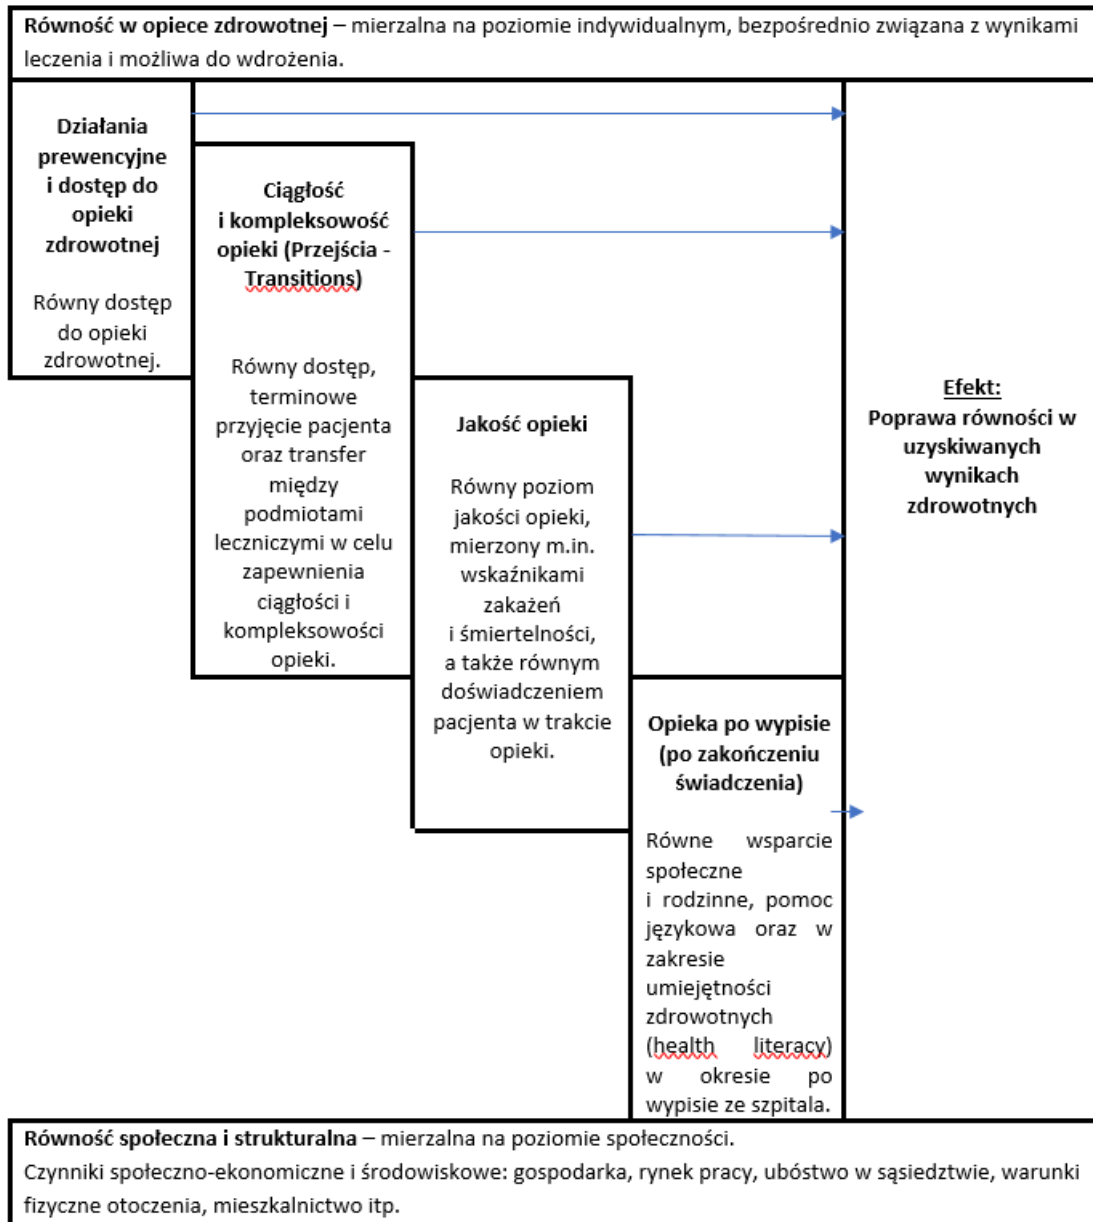 Równość w opiece zdrowotnej – mierzalna na poziomie indywidualnym, bezpośrednio związana z wynikami
leczenia i możliwa do wdrożenia.
Działania
prewencyjne
i dostęp do
opieki
zdrowotnej
Równy dostęp
do opieki
zdrowotnej.
Ciągłość
i kompleksowość
opieki (Przejścia -
Transitions)
Równy dostęp,
terminowe
przyjęcie pacjenta
oraz transfer
między
podmiotami
leczniczymi w celu
zapewnienia
ciągłości i
kompleksowości
opieki.
Jakość opieki
Równy poziom
jakości opieki,
mierzony m.in.
wskaźnikami
zakażeń
i śmiertelności,
a także równym
doświadczeniem
pacjenta w trakcie
opieki.
Opieka po wypisie
(po zakończeniu
świadczenia)
Równe wsparcie
społeczne
i rodzinne, pomoc
językowa oraz w
zakresie
umiejętności
zdrowotnych
(health literacy)
w okresie po
wypisie ze szpitala.
Efekt:
Poprawa równości w
uzyskiwanych
wynikach
zdrowotnych
Równość społeczna i strukturalna – mierzalna na poziomie społeczności.
Czynniki społeczno-ekonomiczne i środowiskowe: gospodarka, rynek pracy, ubóstwo w sąsiedztwie, warunki
fizyczne otoczenia, mieszkalnictwo itp.